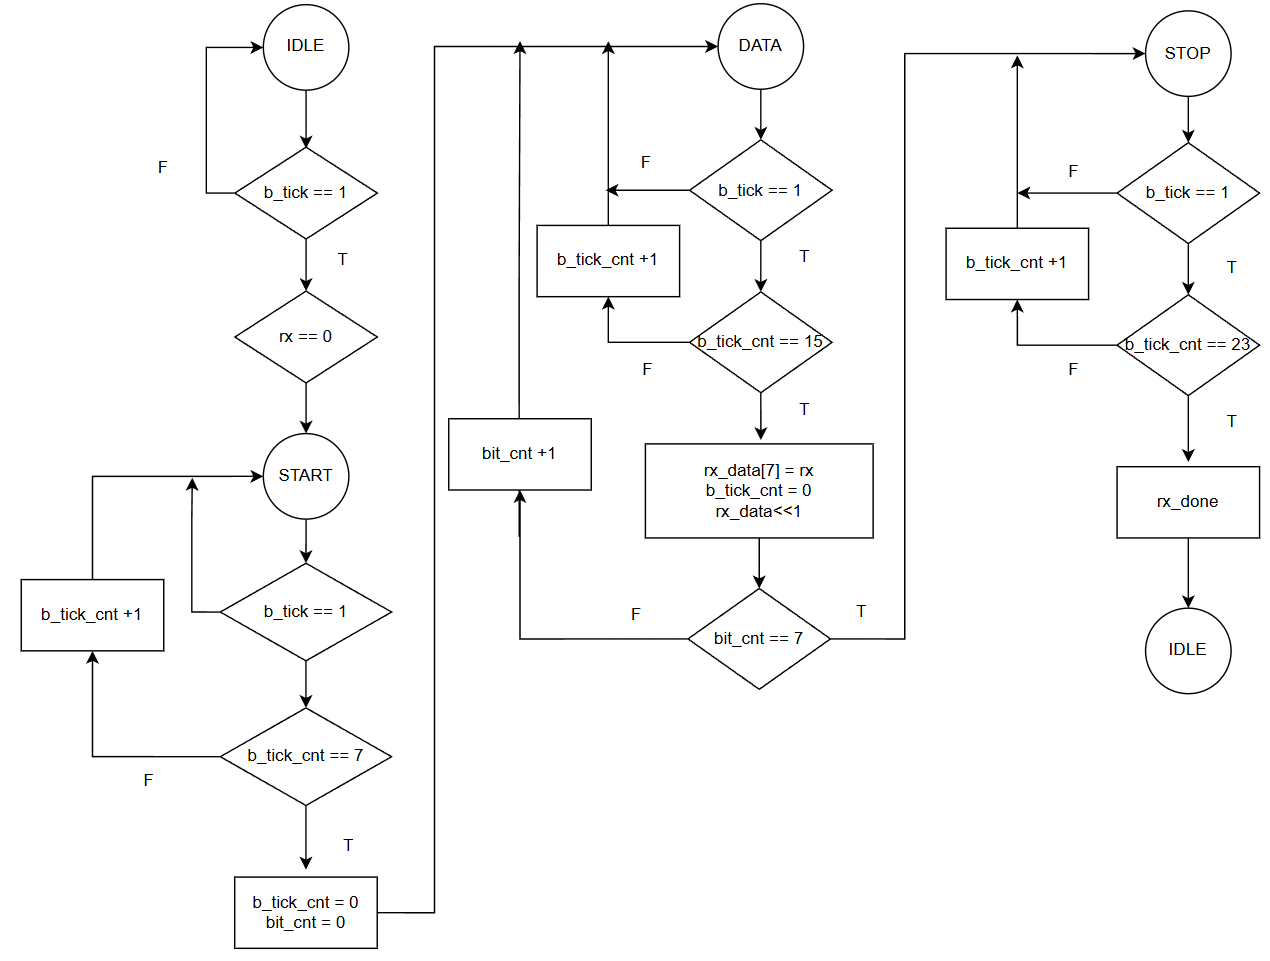 IDLE
F
b_tick == 1
T
rx == 0
START
b_tick == 1
b_tick_cnt +1
b_tick_cnt == 7
F
T
b_tick_cnt = 0
bit_cnt = 0
DATA
F
b_tick == 1
T
b_tick_cnt +1
b_tick_cnt == 15
F
T
bit_cnt +1
rx_data[7] = rx
b_tick_cnt = 0
rx_data<<1
F
T
bit_cnt == 7
STOP
F
b_tick == 1
T
b_tick_cnt +1
b_tick_cnt == 23
F
T
rx_done
IDLE